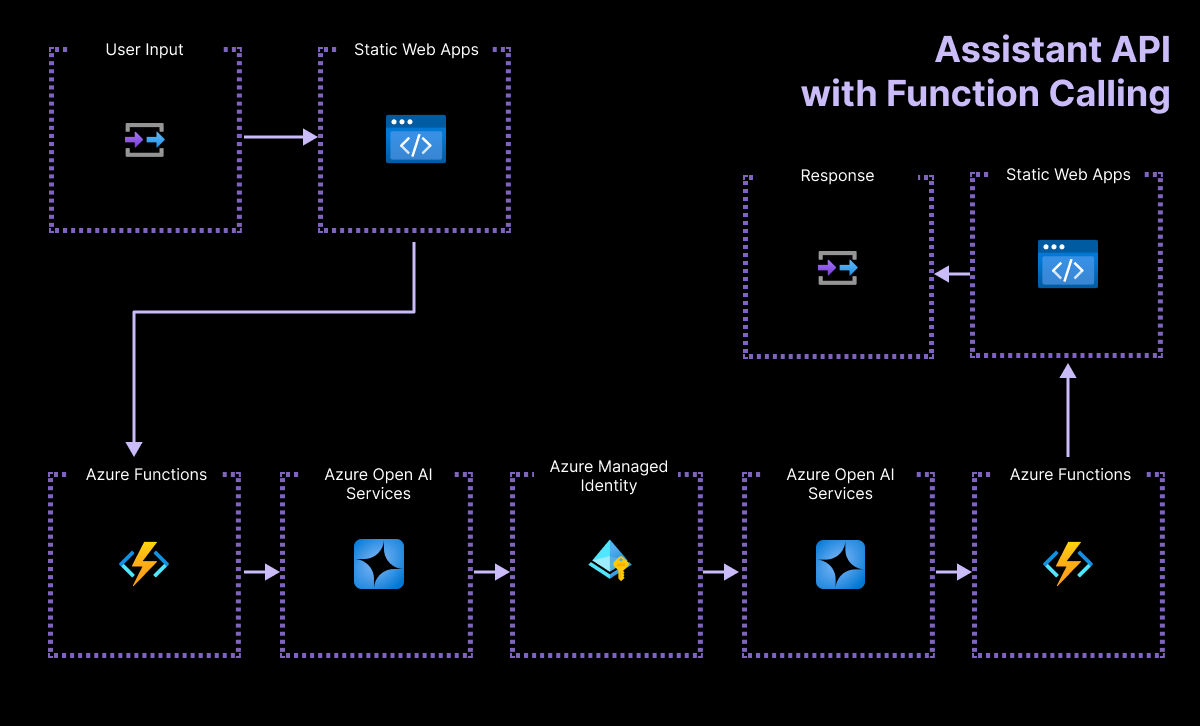 Assistant API
with Function Calling
User Input
Static Web Apps
Response
Static Web Apps
Azure Functions
Azure Open AI
Services
Azure Managed
Identity
Azure Open AI
Services
Azure Functions